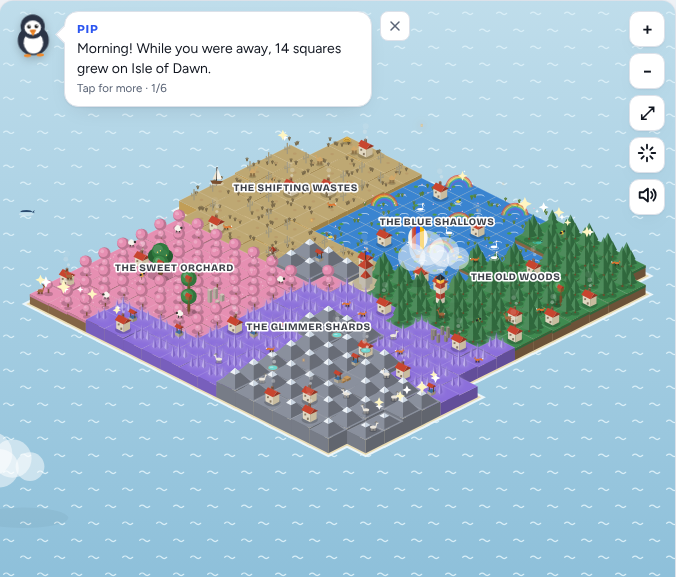 PIP
Morning! While you were away, 14 squares
grew on Isle of Dawn.
Tap for more · 1/6
THE SHIFTING WASTES
THE BLUE SHALLOWS
THE SWEET ORCHARD
THE OLD WOODS
THE GLIMMER SHARDS